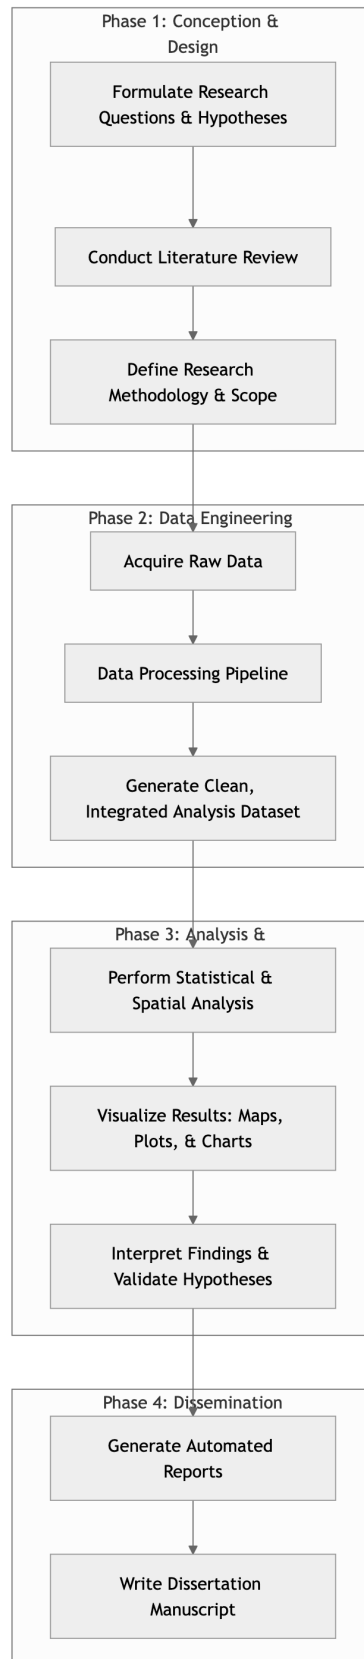 Phase 1: Conception &
Design
Formulate Research
Questions & Hypotheses
Conduct Literature Review
Define Research
Methodology & Scope
Phase 2: Data Engineering
Acquire Raw Data
Data Processing Pipeline
Generate Clean,
Integrated Analysis Dataset
Phase 3: Analysis &
Perform Statistical &
Spatial Analysis
Visualize Results: Maps,
Plots, & Charts
Interpret Findings &
Validate Hypotheses
Phase 4: Dissemination
Generate Automated
Reports
Write Dissertation
Manuscript